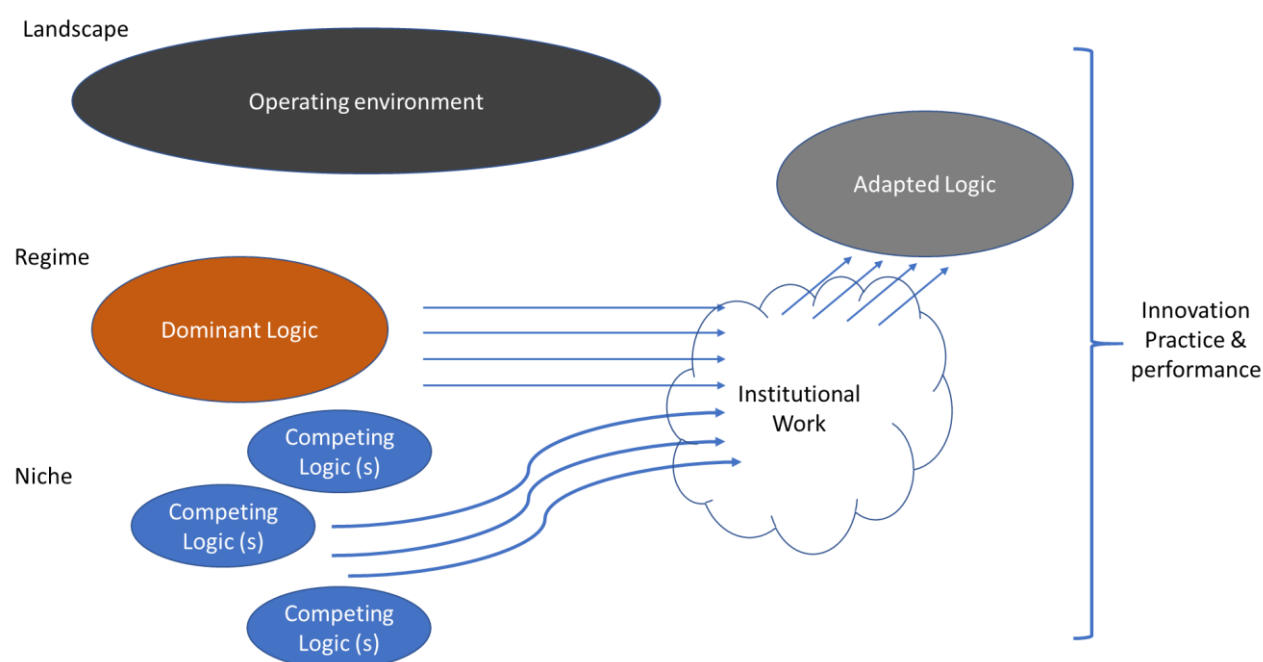 Landscape
Operating environment
Adapted Logic
Regime
Dominant Logic
Innovation
Practice &
performance
Institutional
Work
Competing
Logic (s)
Niche
Competing
Logic (s)
Competing
Logic (s)